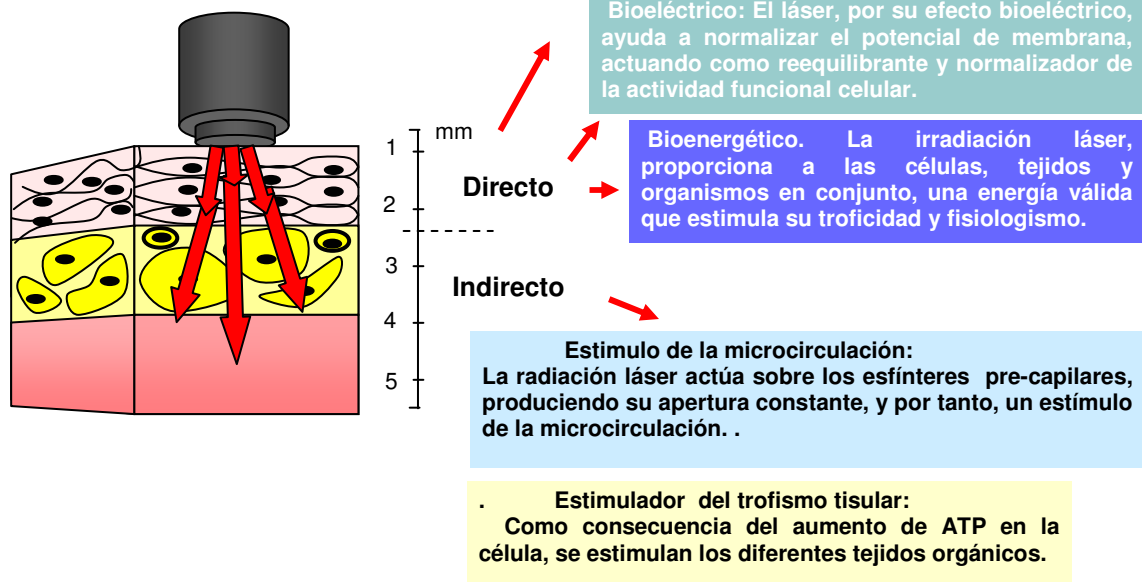 Bioeléctrico: El láser, por su efecto bioeléctrico,
ayuda a normalizar el potencial de membrana,
actuando como reequilibrante y normalizador de
la actividad funcional celular.
mm
1
2
3
4
5
Directo
Bioenergético. La irradiación láser,
proporciona a las células, tejidos y
organismos en conjunto, una energía válida
que estimula su troficidad y fisiologismo.
Indirecto
Estimulo de la microcirculación:
La radiación láser actúa sobre los esfínteres pre-capilares,
produciendo su apertura constante, y por tanto, un estímulo
de la microcirculación. .
. Estimulador del trofismo tisular:
Como consecuencia del aumento de ATP en la
célula, se estimulan los diferentes tejidos orgánicos.